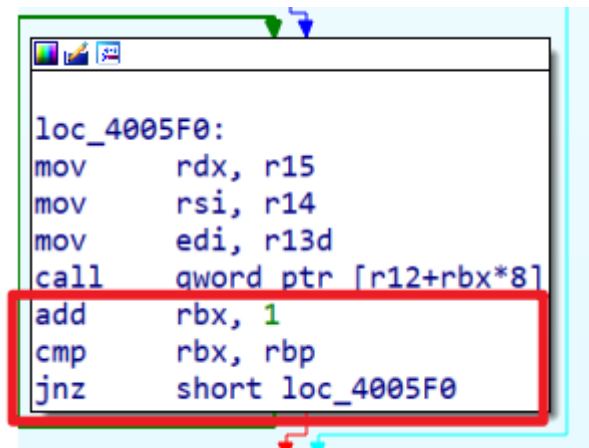 loc_4005F0:
mov rdx, r15
mov rsi, r14
mov edi, r13d
call qword ptr [r12+rbx*8]
add rbx, 1
cmp rbx, rbp
jnz short loc_4005F0